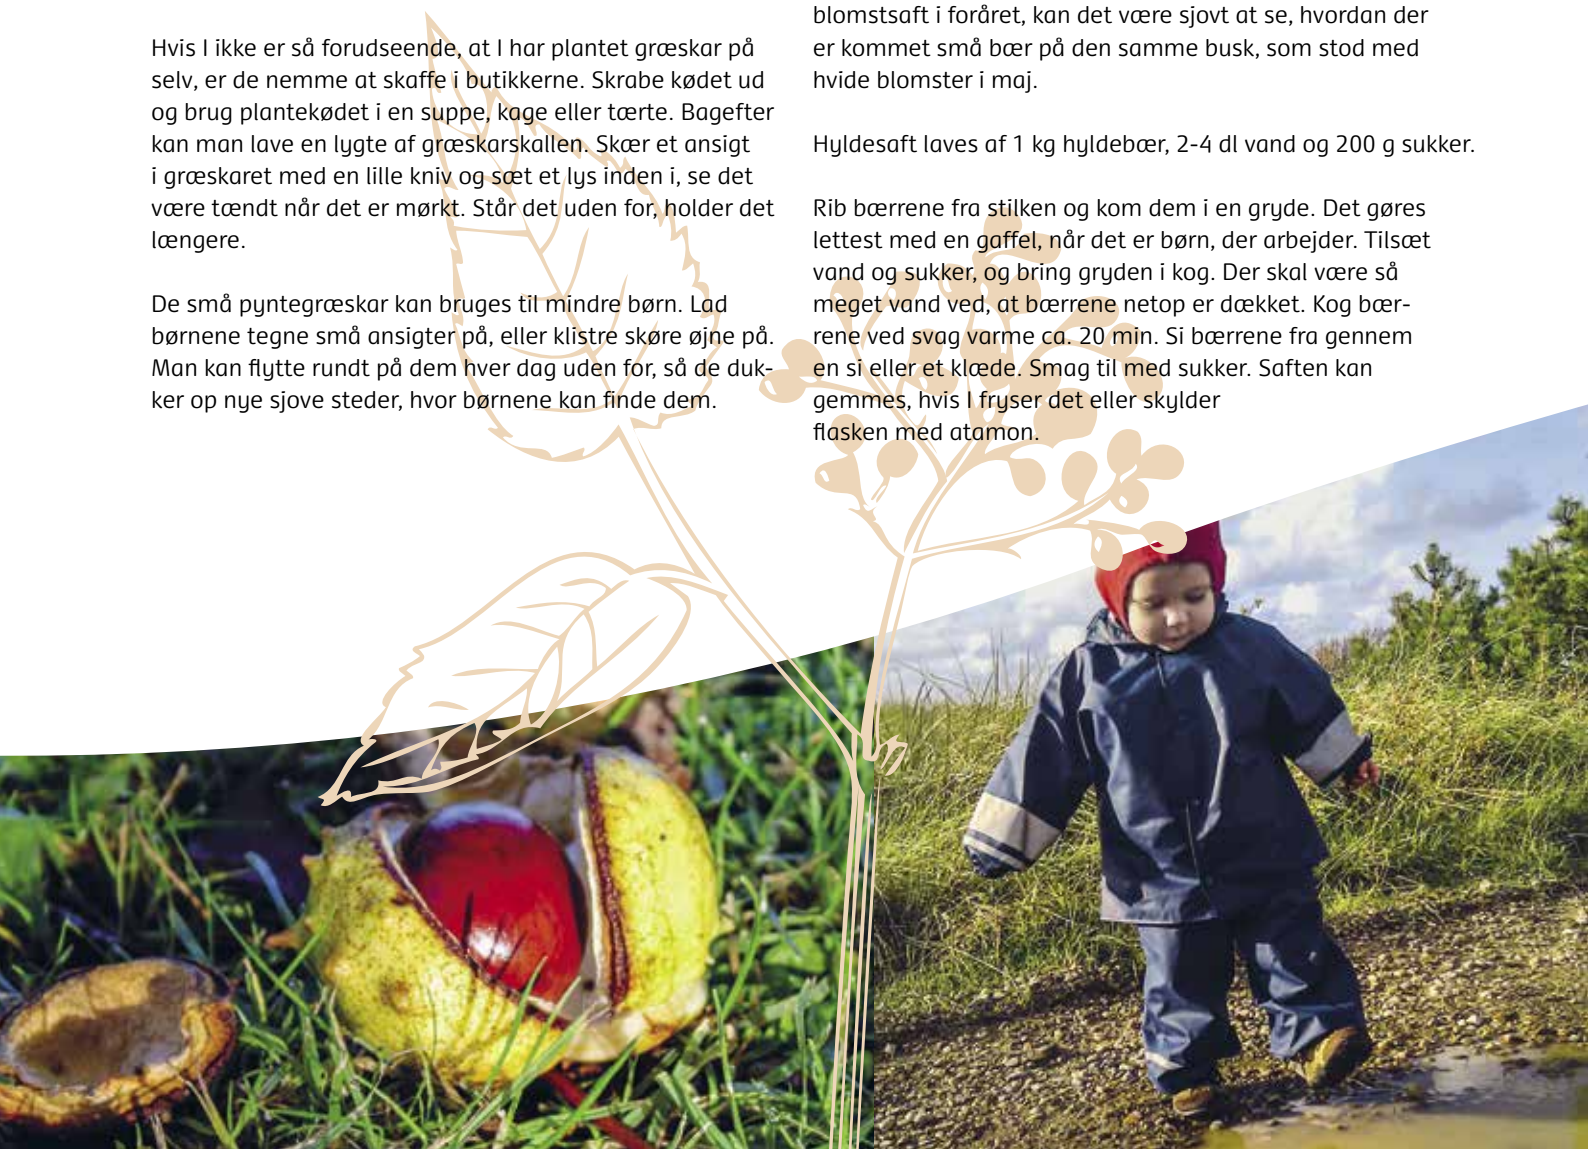 Hvis I ikke er så forudseende, at I har plantet græskar på
selv, er de nemme at skaffe i butikkerne. Skrabe kødet ud
og brug plantekødet i en suppe, kage eller tærte. Bagefter
kan man lave en lygte af græskarskallen. Skær et ansigt
i græskaret med en lille kniv og sæt et lys inden i, se det
være tændt når det er mørkt. Står det uden for, holder det
længere.
De små pyntegræskar kan bruges til mindre børn. Lad
børnene tegne små ansigter på, eller klistre skøre øjne på.
Man kan flytte rundt på dem hver dag uden for, så de duk-
ker op nye sjove steder, hvor børnene kan finde dem.
blomstsaft i foråret, kan det være sjovt at se, hvordan der
er kommet små bær på den samme busk, som stod med
hvide blomster i maj.
Hyldesaft laves af 1 kg hyldebær, 2-4 dl vand og 200 g sukker.
Rib bærrene fra stilken og kom dem i en gryde. Det gøres
lettest med en gaffel, når det er børn, der arbejder. Tilsæt
vand og sukker, og bring gryden i kog. Der skal være så
meget vand ved, at bærrene netop er dækket. Kog bær-
rene ved svag varme ca. 20 min. Si bærrene fra gennem
en si eller et klæde. Smag til med sukker. Saften kan
gemmes, hvis I fryser det eller skylder
flasken med atamon.